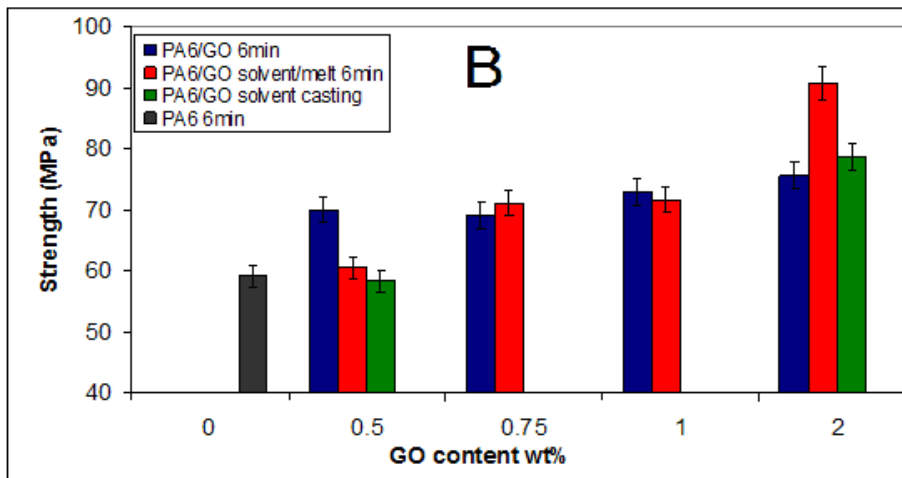 100
90
80
70
60
50
40
Strength (MPa)
PA6/GO 6min
PA6/GO solvent/melt 6min
PA6/GO solvent casting
PA6 6min
B
0 0.5 0.75 1 2
GO content wt%